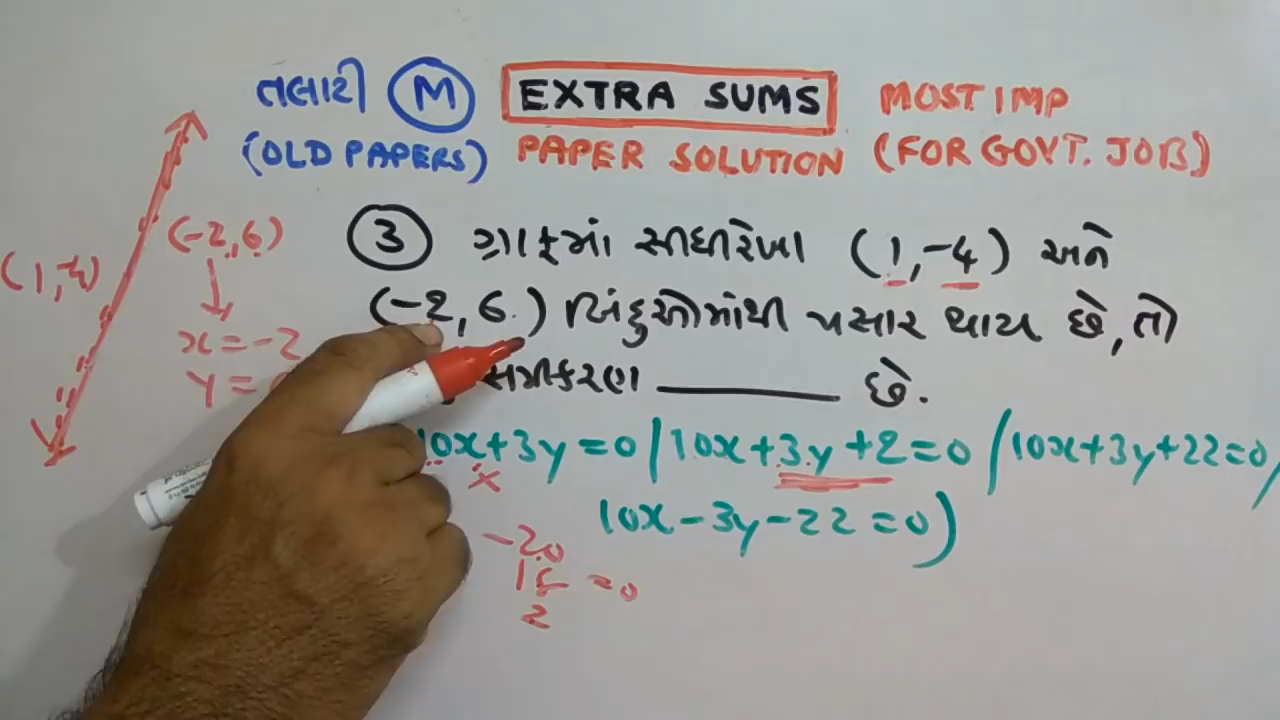 તલાટી M EXTRA SUMS MOST IMP
(OLD PAPERS) PAPER SOLUTION (FOR GOVT. JOB)
3 ગ્રાફમાં સીધીરેખા (1,-4) અને
(-2,6) બિંદુઓમાંથી પસાર થાય છે, તો
સમીકરણ ______ છે.
10x+3y=0 / 10x+3y+2=0 / 10x+3y+22=0/
10x-3y-22=0)
(-2,6)
(1,-4)
x=-2
y=
x
-20
18 =0
2